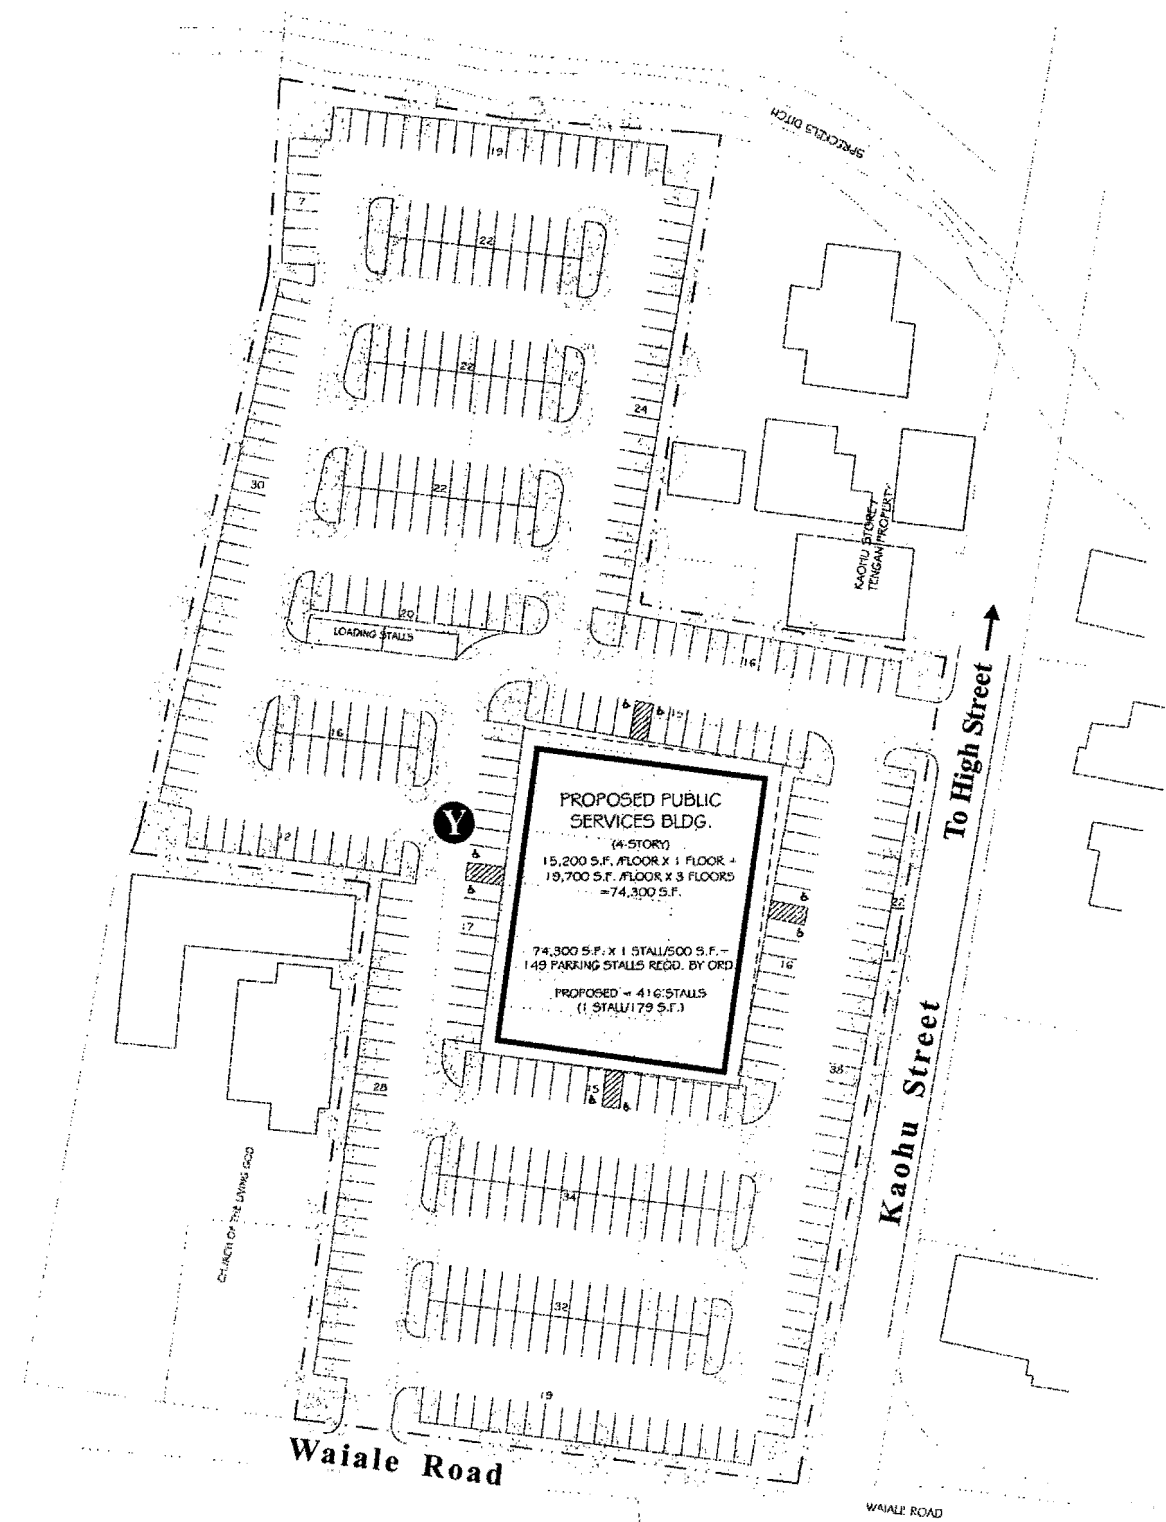 SPRECKELS DITCH
19
7
22
22
24
22
30
KAOHU STORE /
TENGAN PROPERTY
20
LOADING STALLS
16
To High Street
15
16
Y
PROPOSED PUBLIC
SERVICES BLDG.
(4-STORY)
15,200 S.F. /FLOOR X 1 FLOOR +
19,700 S.F. /FLOOR X 3 FLOORS
=74,300 S.F.
74,300 S.F. X 1 STALL/500 S.F. =
149 PARKING STALLS REQD. BY ORD
PROPOSED = 416 STALLS
(1 STALL/179 S.F.)
12
17
16
Kaohu Street
38
28
15
CHURCH OF THE LIVING GOD
34
32
19
Waiale Road
WAIALE ROAD